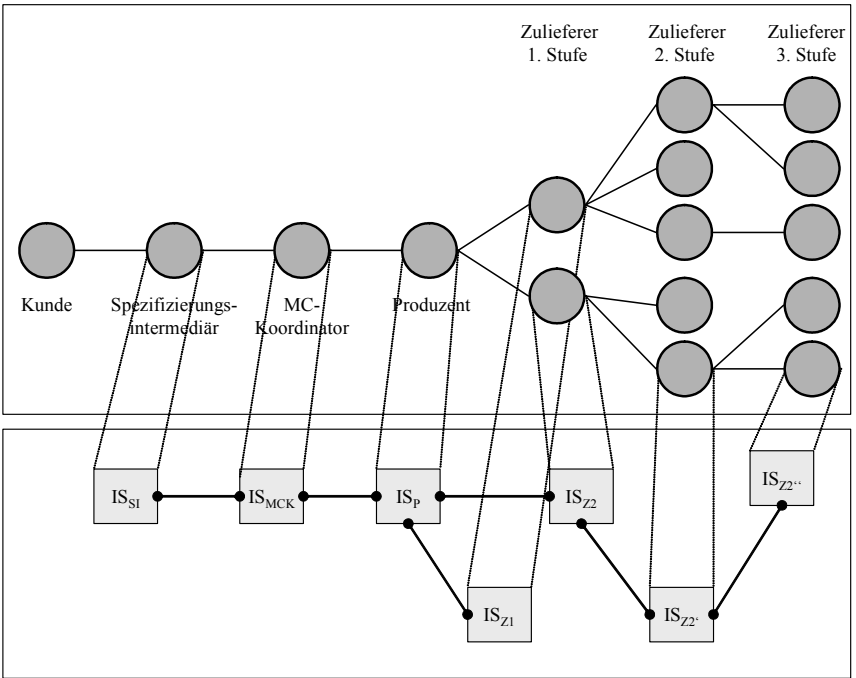 Zulieferer
1. Stufe
Zulieferer
2. Stufe
Zulieferer
3. Stufe
Kunde
Spezifizierungs-
intermediär
MC-
Koordinator
Produzent
IS_SI
IS_MCK
IS_P
IS_Z2
IS_Z2‘‘
IS_Z1
IS_Z2‘